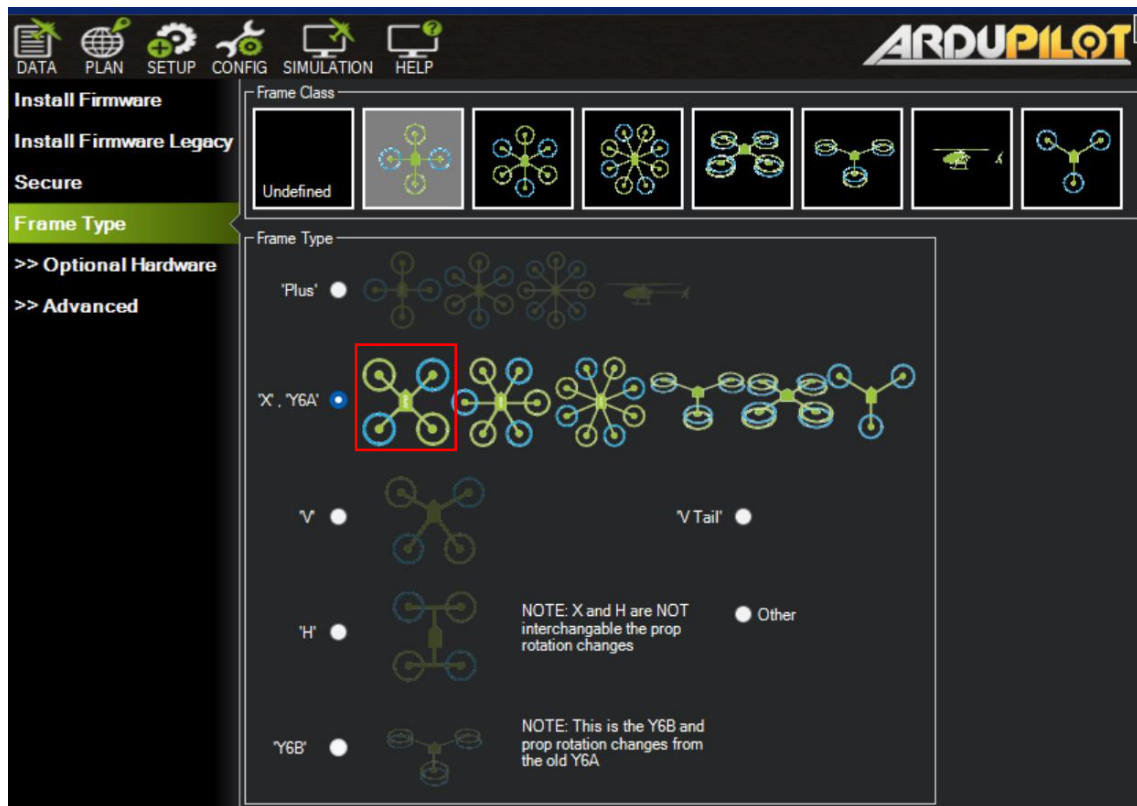 DATA PLAN SETUP CONFIG SIMULATION HELP
ARDUPILOT
Install Firmware
Install Firmware Legacy
Secure
Frame Type
>> Optional Hardware
>> Advanced
Frame Class
Undefined
Frame Type
'Plus'
'X', 'Y6A'
'V'
'V Tail'
'H'
NOTE: X and H are NOT
interchangable the prop
rotation changes
Other
'Y6B'
NOTE: This is the Y6B and
prop rotation changes from
the old Y6A